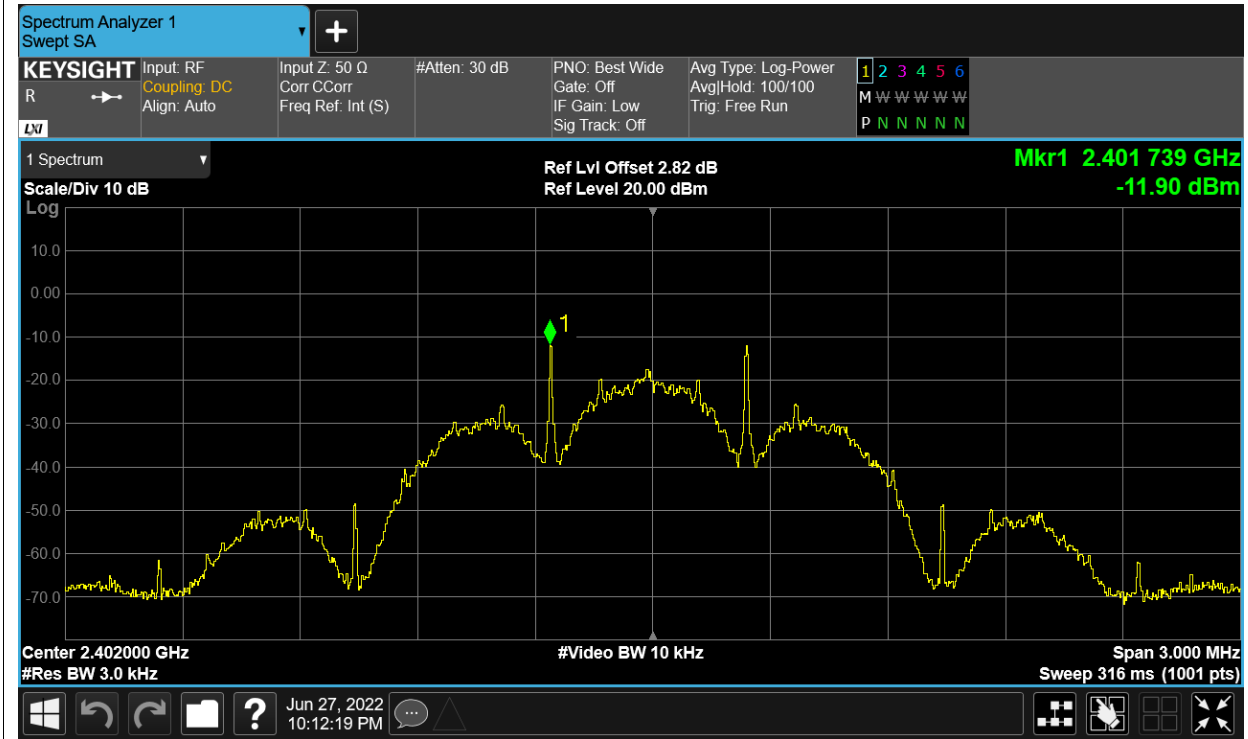 Spectrum Analyzer 1
Swept SA
KEYSIGHT
R
LXI
Input: RF
Coupling: DC
Align: Auto
Input Z: 50 Ω
Corr CCorr
Freq Ref: Int (S)
#Atten: 30 dB
PNO: Best Wide
Gate: Off
IF Gain: Low
Sig Track: Off
Avg Type: Log-Power
Avg|Hold: 100/100
Trig: Free Run
1 2 3 4 5 6
M W W W W W W
P N N N N N N
1 Spectrum
Scale/Div 10 dB
Log
Ref Lvl Offset 2.82 dB
Ref Level 20.00 dBm
Mkr1 2.401 739 GHz
-11.90 dBm
10.0
0.00
-10.0
-20.0
-30.0
-40.0
-50.0
-60.0
-70.0
1
Center 2.402000 GHz
#Res BW 3.0 kHz
#Video BW 10 kHz
Span 3.000 MHz
Sweep 316 ms (1001 pts)
?
Jun 27, 2022
10:12:19 PM